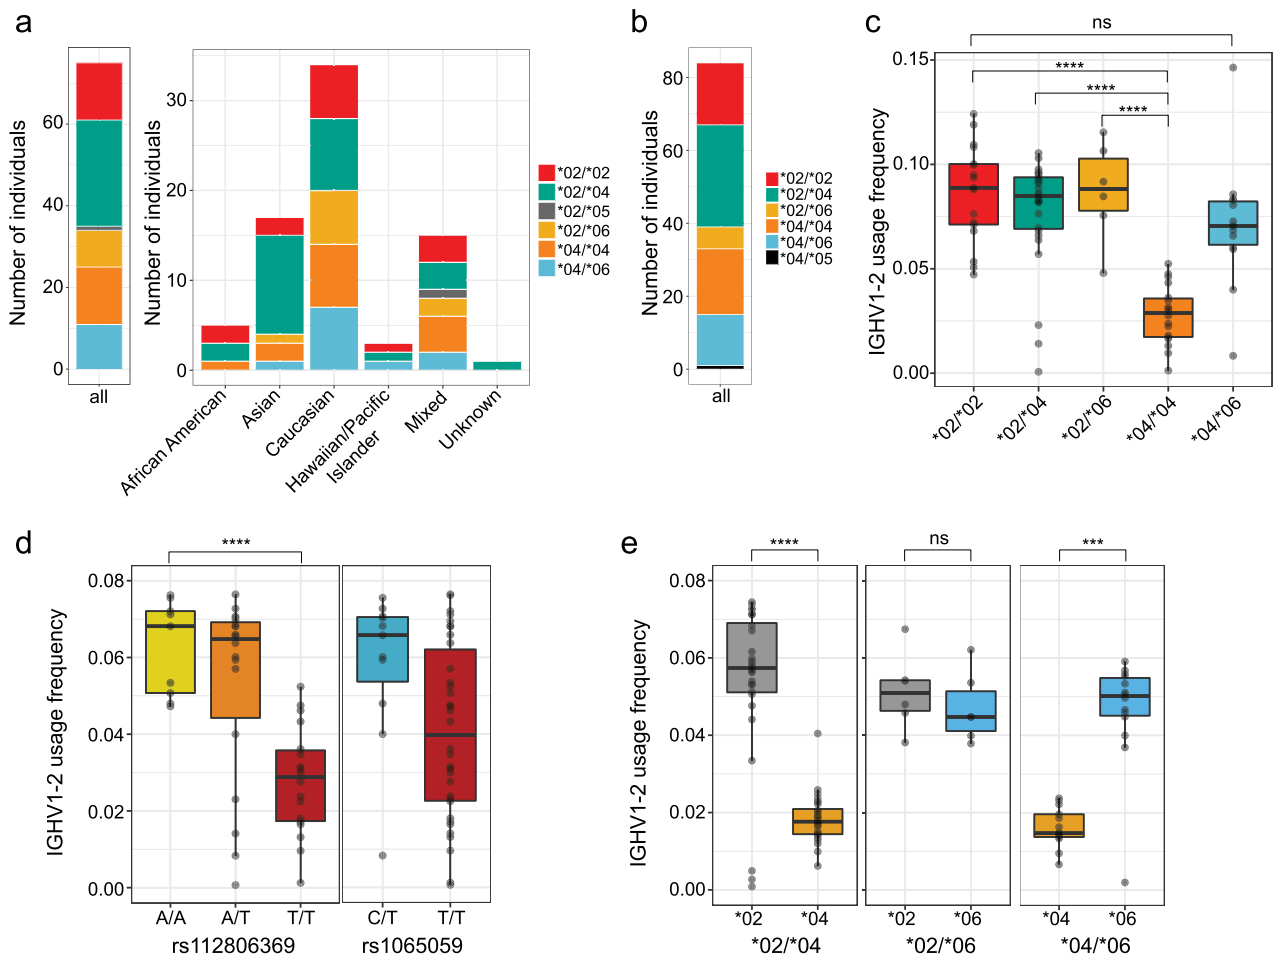 a
Number of individuals
60
40
20
0
all
Number of individuals
30
20
10
0
African American
Asian
Caucasian
Hawaiian/Pacific
Islander
Mixed
Unknown
*02/*02
*02/*04
*02/*05
*02/*06
*04/*04
*04/*06
b
Number of individuals
80
60
40
20
0
all
*02/*02
*02/*04
*02/*06
*04/*04
*04/*06
*04/*05
c
IGHV1-2 usage frequency
0.15
0.10
0.05
0.00
ns
****
****
****
*02/*02
*02/*04
*02/*06
*04/*04
*04/*06
d
IGHV1-2 usage frequency
0.08
0.06
0.04
0.02
0.00
****
A/A
A/T
T/T
rs112806369
C/T
T/T
rs1065059
e
IGHV1-2 usage frequency
0.08
0.06
0.04
0.02
0.00
****
ns
***
*02
*04
*02/*04
*02
*06
*02/*06
*04
*06
*04/*06